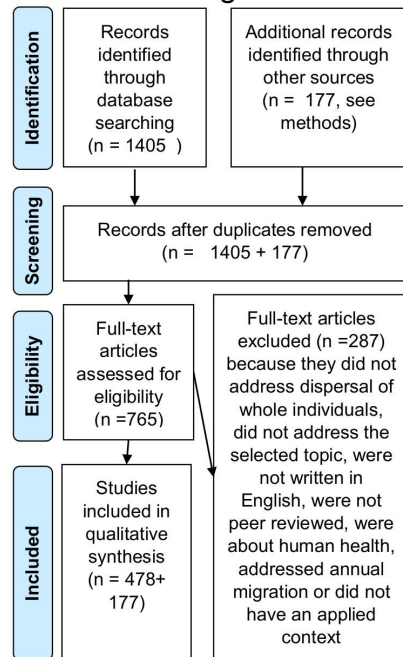 Identification
Records
identified
through
database
searching
(n = 1405 )
Additional records
identified through
other sources
(n = 177, see
methods)
Screening
Records after duplicates removed
(n = 1405 + 177)
Eligibility
Full-text
articles
assessed for
eligibility
(n =765)
Full-text articles
excluded (n =287)
because they did not
address dispersal of
whole individuals,
did not address the
selected topic, were
not written in
English, were not
peer reviewed, were
about human health,
addressed annual
migration or did not
have an applied
context
Included
Studies
included in
qualitative
synthesis
(n = 478+
177)